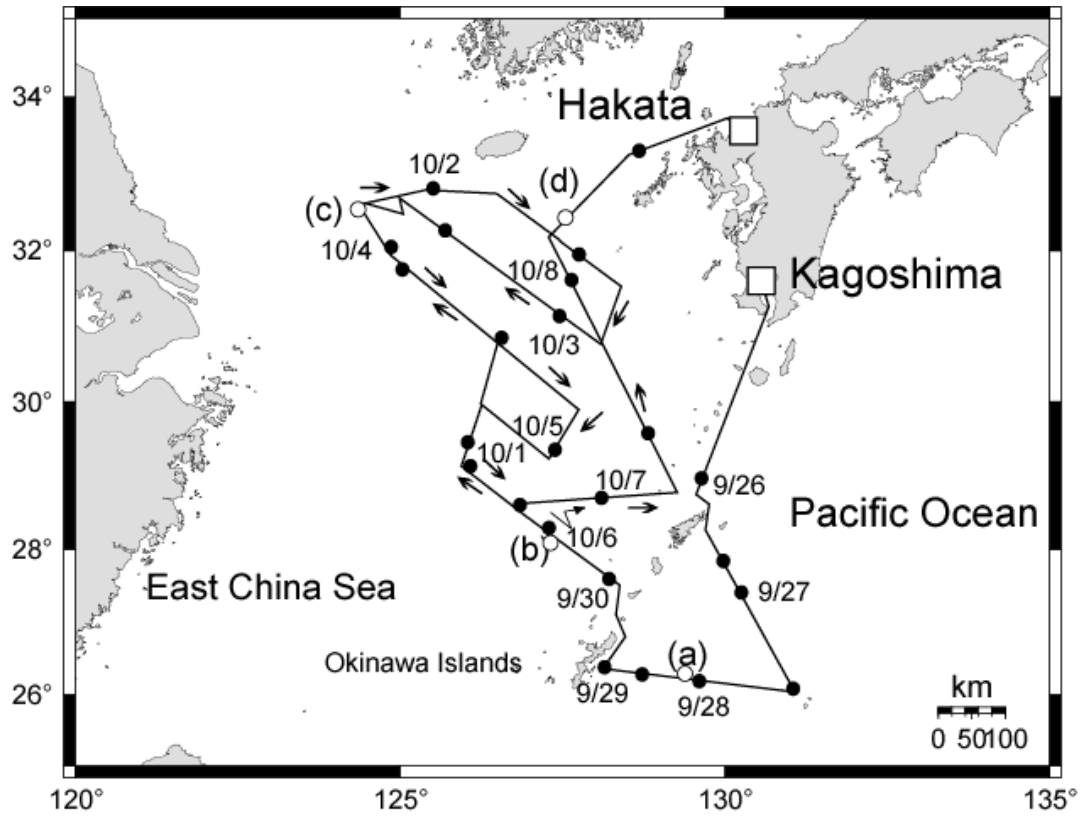 34°
32°
30°
28°
26°
120°
125°
130°
135°
Hakata
10/2
(d)
(c)
10/4
10/8
Kagoshima
10/3
10/5
10/1
10/7
9/26
Pacific Ocean
10/6
(b)
East China Sea
9/30
9/27
Okinawa Islands
(a)
9/29
9/28
km
0 50 100